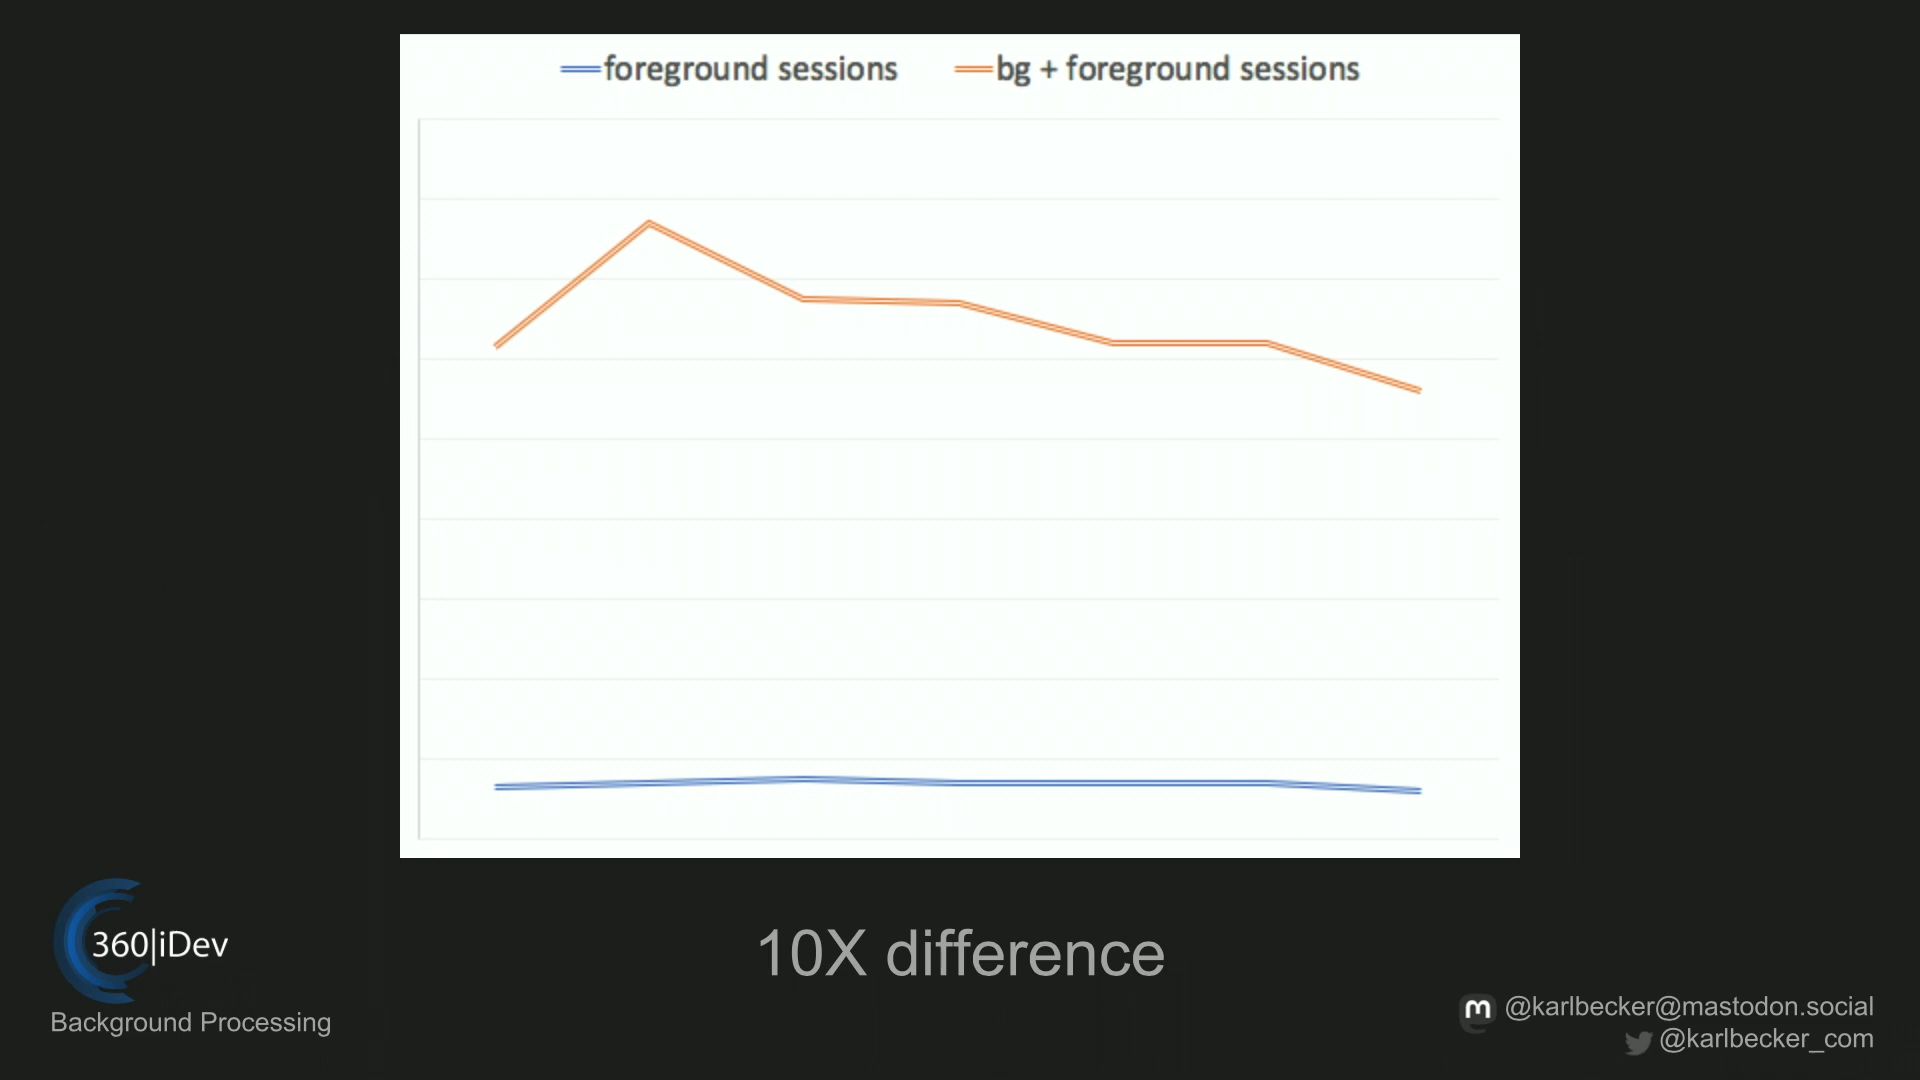 foreground sessions
bg + foreground sessions
10X difference
360|iDev
Background Processing
@karlbecker@mastodon.social
@karlbecker_com